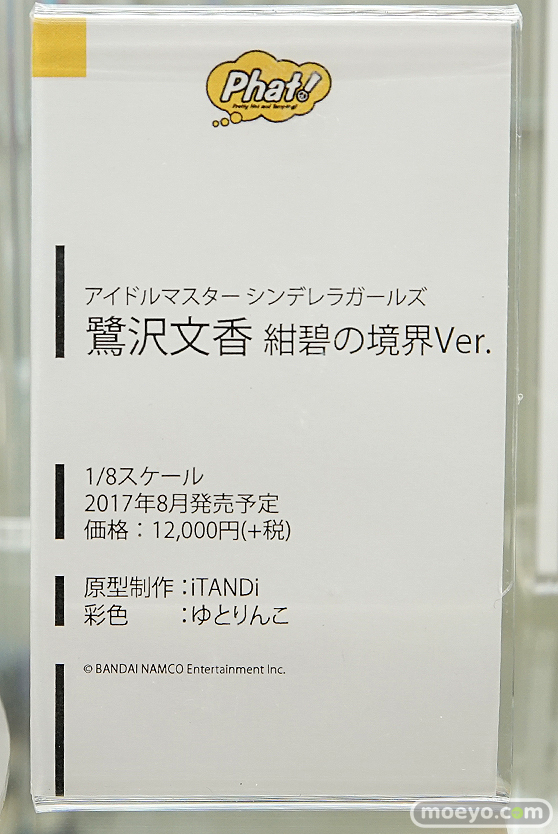 Phat!
アイドルマスター シンデレラガールズ
鷺沢文香 紺碧の境界Ver.
1/8スケール
2017年8月発売予定
価格：12,000円(+税)
原型制作：iTANDi
彩色　　：ゆとりんこ
© BANDAI NAMCO Entertainment Inc.
moeyo.com